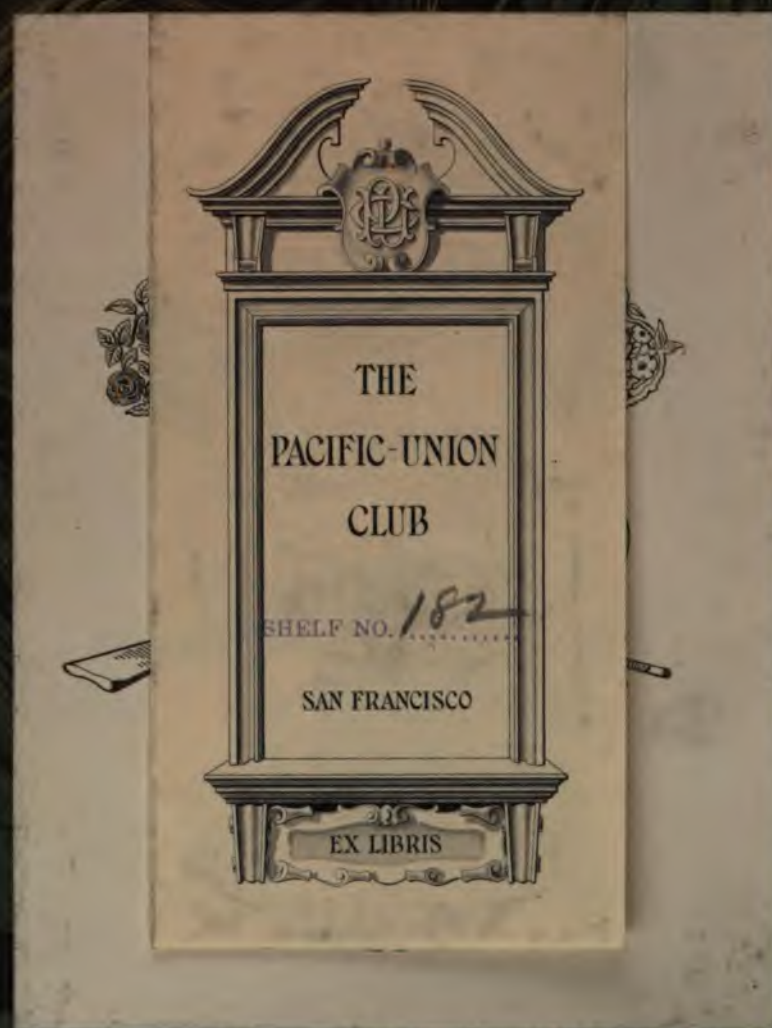 THE
PACIFIC-UNION
CLUB
SHELF NO. 182
SAN FRANCISCO
EX LIBRIS